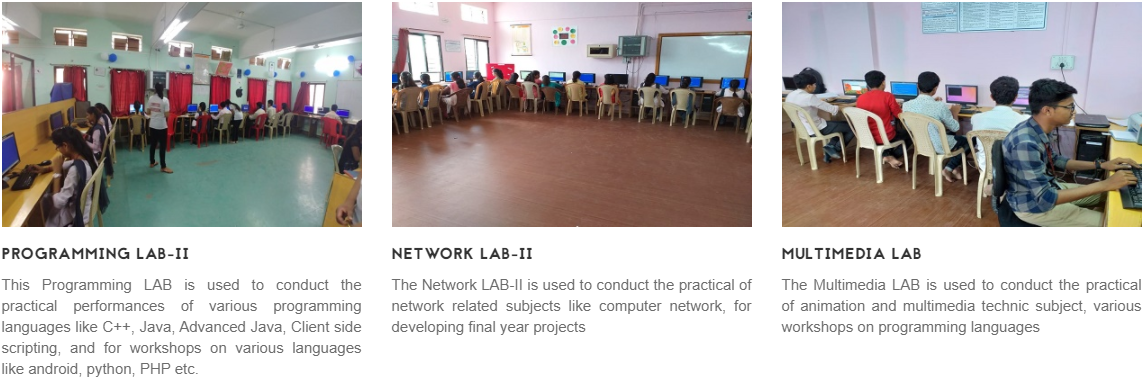 PROGRAMMING LAB-II
This Programming LAB is used to conduct the
practical performances of various programming
languages like C++, Java, Advanced Java, Client side
scripting, and for workshops on various languages
like android, python, PHP etc.
NETWORK LAB-II
The Network LAB-II is used to conduct the practical of
network related subjects like computer network, for
developing final year projects
MULTIMEDIA LAB
The Multimedia LAB is used to conduct the practical
of animation and multimedia technic subject, various
workshops on programming languages